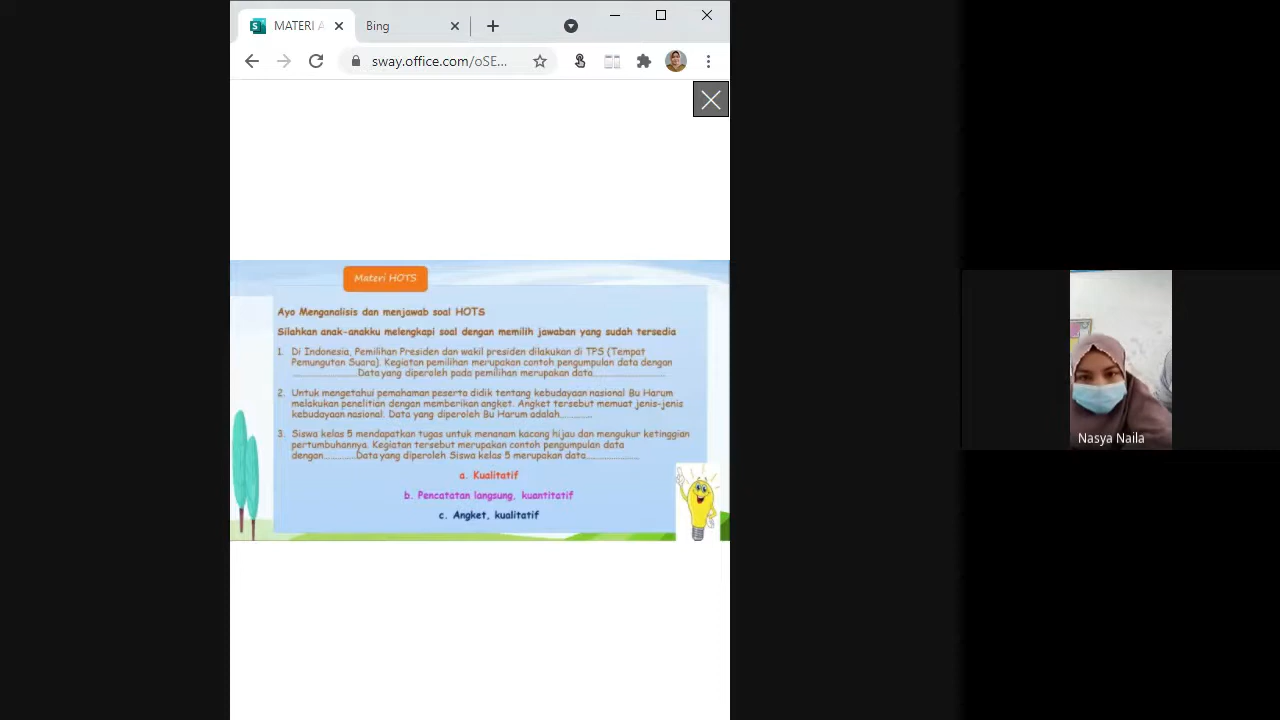 MATERI A
Bing
sway.office.com/oSE...
Materi HOTS
Ayo Menganalisis dan menjawab soal HOTS
Silahkan anak-anakku melengkapi soal dengan memilih jawaban yang sudah tersedia
1. Di Indonesia, Pemilihan Presiden dan wakil presiden dilakukan di TPS (Tempat
Pemungutan Suara). Kegiatan pemilihan merupakan contoh pengumpulan data dengan
....................Data yang diperoleh pada pemilihan merupakan data......................
2. Untuk mengetahui pemahaman peserta didik tentang kebudayaan nasional Bu Harum
melakukan penelitian dengan memberikan angket. Angket tersebut memuat jenis-jenis
kebudayaan nasional. Data yang diperoleh Bu Harum adalah..........
3. Siswa kelas 5 mendapatkan tugas untuk menanam kacang hijau dan mengukur ketinggian
pertumbuhannya. Kegiatan tersebut merupakan contoh pengumpulan data
dengan..........Data yang diperoleh Siswa kelas 5 merupakan data................
a. Kualitatif
b. Pencatatan langsung, kuantitatif
c. Angket, kualitatif
Nasya Naila